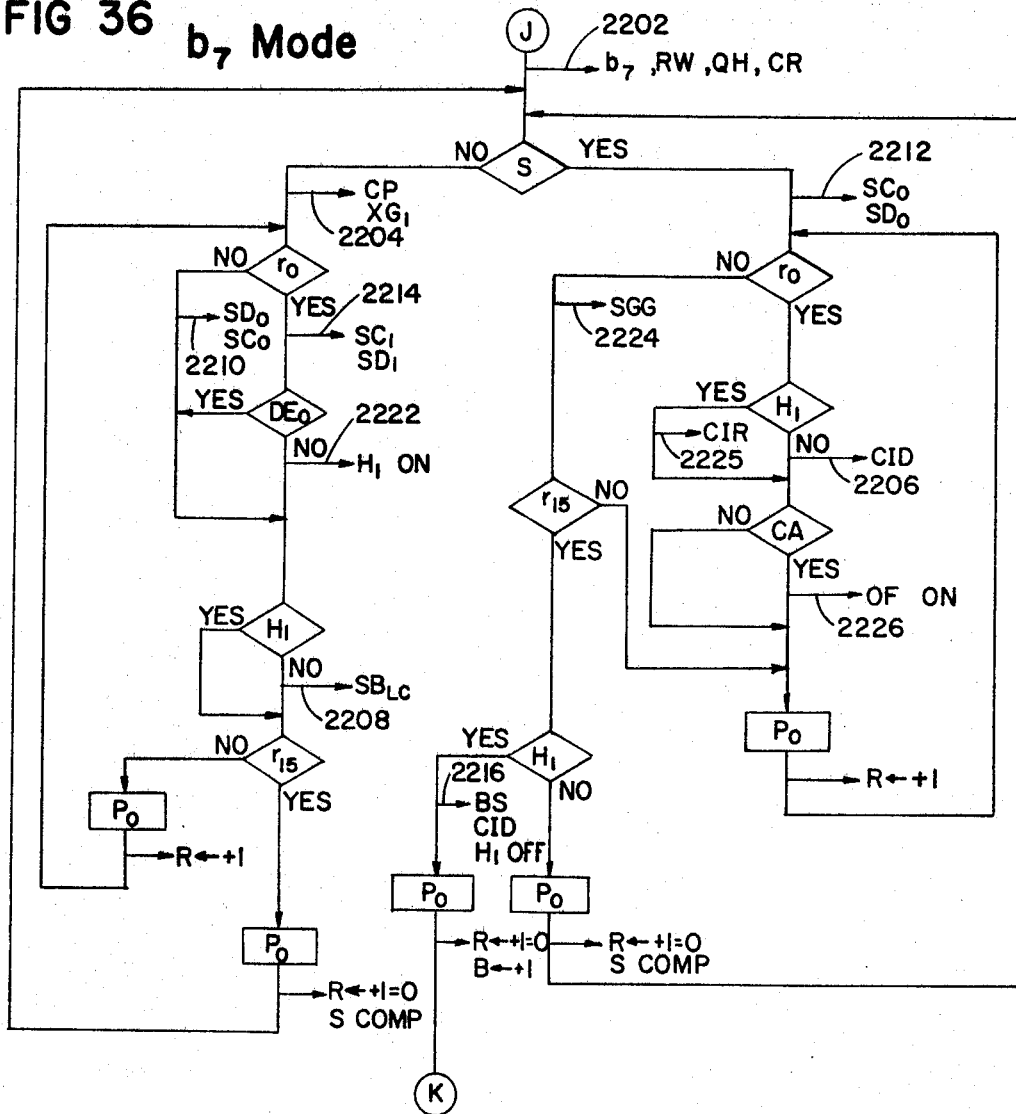 FIG 36
b7 Mode
J
2202
b7 ,RW ,QH, CR
NO
S
YES
CP
XG1
2204
2212
SC0
SD0
NO
r0
YES
SD0
SC0
2210
2214
SC1
SD1
YES
DE0
NO
2222
H1 ON
NO
r0
YES
SGG
2224
YES
H1
NO
CIR
2225
CID
2206
NO
CA
YES
OF ON
2226
r15
NO
YES
YES
H1
NO
SBLC
2208
NO
r15
YES
P0
R←+1
P0
R←+1=0
S COMP
YES
H1
NO
2216
BS
CID
H1 OFF
P0
R←+1=0
B←+1
P0
R←+1=0
S COMP
P0
R←+1
K